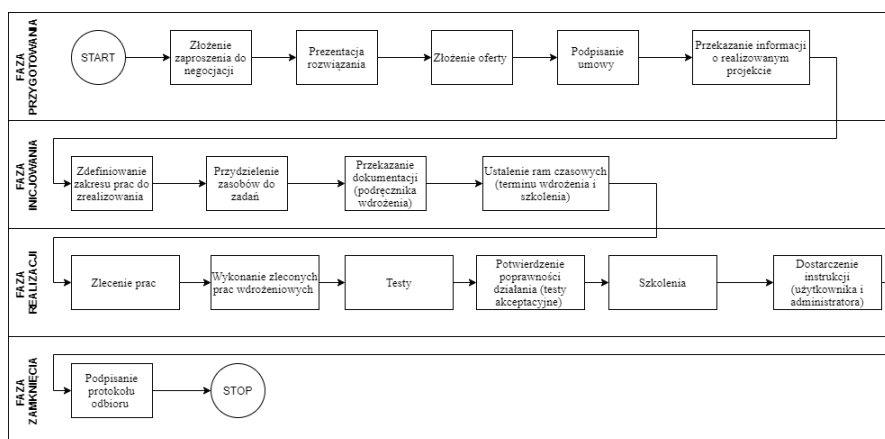 FAZA
PRZYGOTOWANIA
START
Złożenie
zaproszenia do
negocjacji
Prezentacja
rozwiązania
Złożenie oferty
Podpisanie
umowy
Przekazanie informacji
o realizowanym
projekcie
FAZA
INICJOWANIA
Zdefiniowanie
zakresu prac do
zrealizowania
Przydzielenie
zasobów do
zadań
Przekazanie
dokumentacji
(podręcznika
wdrożenia)
Ustalenie ram czasowych
(terminu wdrożenia i
szkolenia)
FAZA
REALIZACJI
Zlecenie prac
Wykonanie zleconych
prac wdrożeniowych
Testy
Potwierdzenie
poprawności
działania (testy
akceptacyjne)
Szkolenia
Dostarczenie
instrukcji
(użytkownika i
administratora)
FAZA
ZAMKNIĘCIA
Podpisanie
protokołu
odbioru
STOP